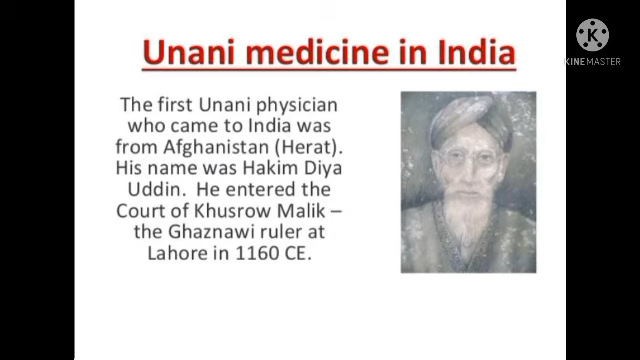 Unani medicine in India
The first Unani physician
who came to India was
from Afghanistan (Herat).
His name was Hakim Diya
Uddin.  He entered the
Court of Khusrow Malik –
the Ghaznawi ruler at
Lahore in 1160 CE.
K
KINEMASTER